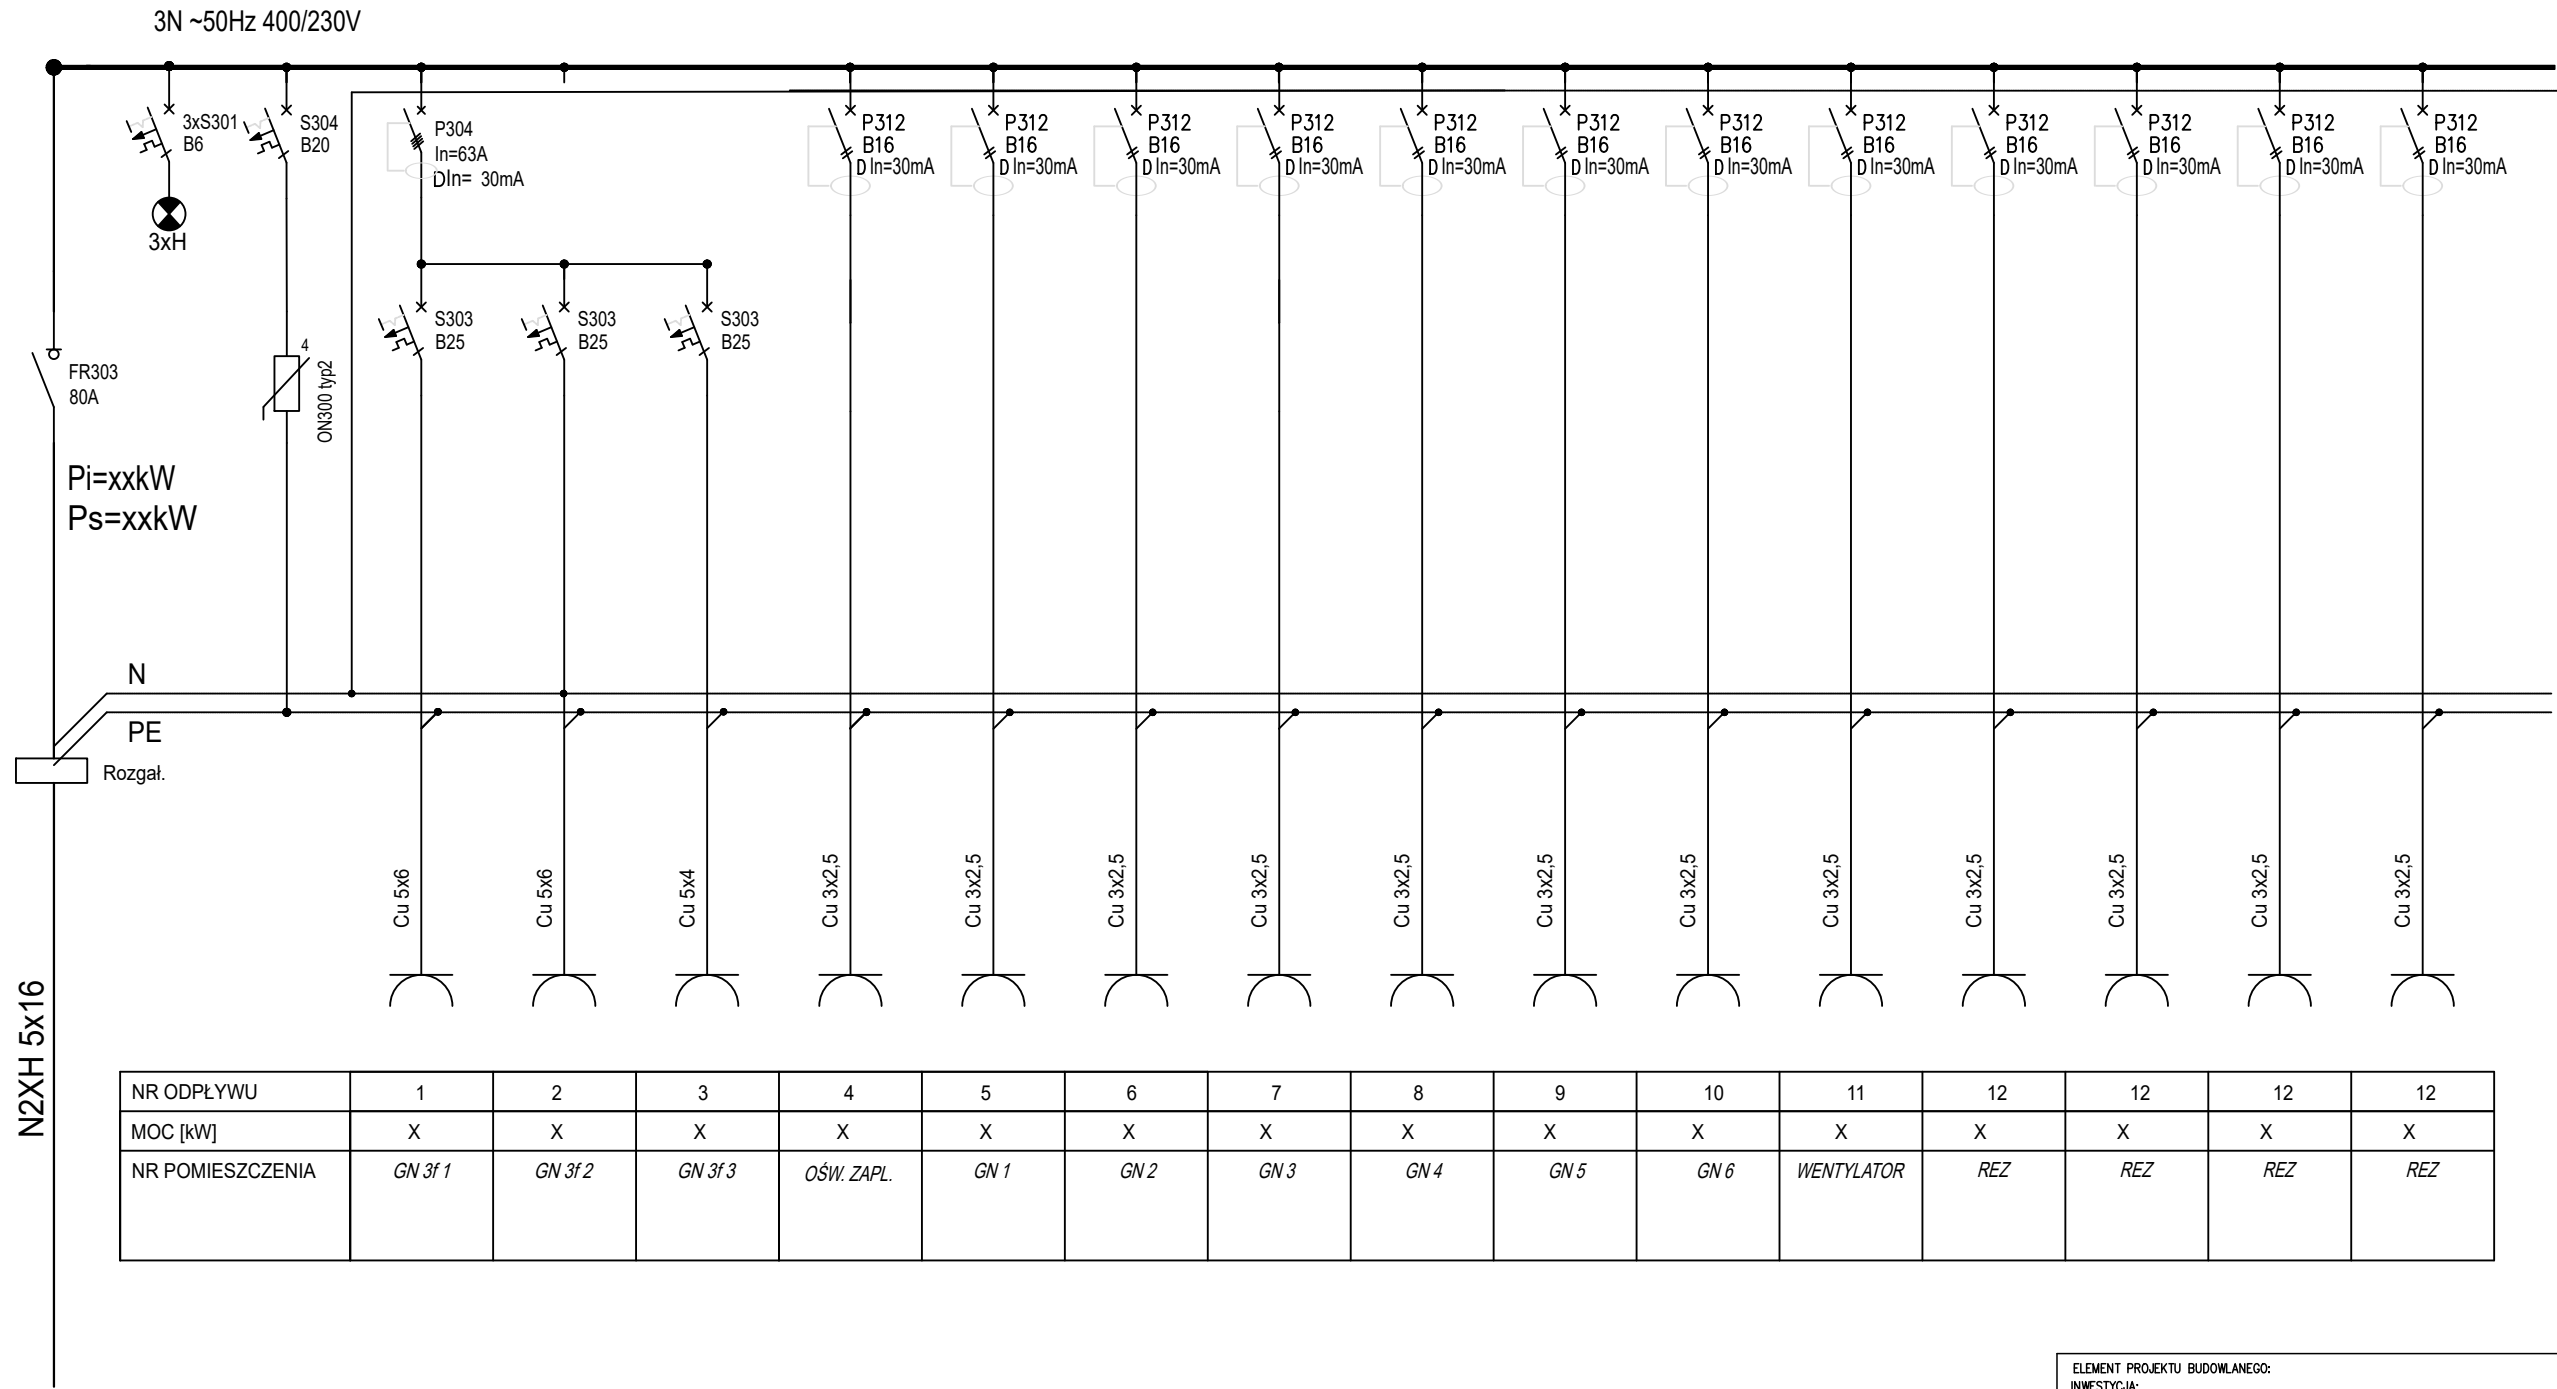 3N ~50Hz 400/230V
3xS301
B6
3xH
S304
B20
P304
In=63A
DIn= 30mA
P312
B16
D In=30mA
P312
B16
D In=30mA
P312
B16
D In=30mA
P312
B16
D In=30mA
P312
B16
D In=30mA
P312
B16
D In=30mA
P312
B16
D In=30mA
P312
B16
D In=30mA
P312
B16
D In=30mA
P312
B16
D In=30mA
P312
B16
D In=30mA
P312
B16
D In=30mA
S303
B25
S303
B25
S303
B25
FR303
80A
4
ON300 typ2
Pi=xxkW
Ps=xxkW
N
PE
Rozgał.
N2XH 5x16
Cu 5x6
Cu 5x6
Cu 5x4
Cu 3x2,5
Cu 3x2,5
Cu 3x2,5
Cu 3x2,5
Cu 3x2,5
Cu 3x2,5
Cu 3x2,5
Cu 3x2,5
Cu 3x2,5
Cu 3x2,5
Cu 3x2,5
Cu 3x2,5
NR ODPŁYWU 1 2 3 4 5 6 7 8 9 10 11 12 12 12 12
MOC [kW] X X X X X X X X X X X X X X X
NR POMIESZCZENIA GN 3f 1 GN 3f 2 GN 3f 3 OŚW. ZAPL. GN 1 GN 2 GN 3 GN 4 GN 5 GN 6 WENTYLATOR REZ REZ REZ REZ
ELEMENT PROJEKTU BUDOWLANEGO:
INWESTYCJA: